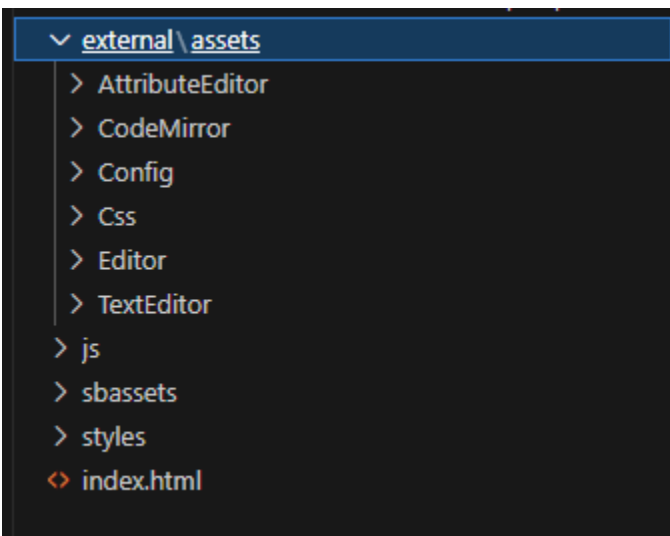 external\assets
AttributeEditor
CodeMirror
Config
Css
Editor
TextEditor
js
sbassets
styles
index.html